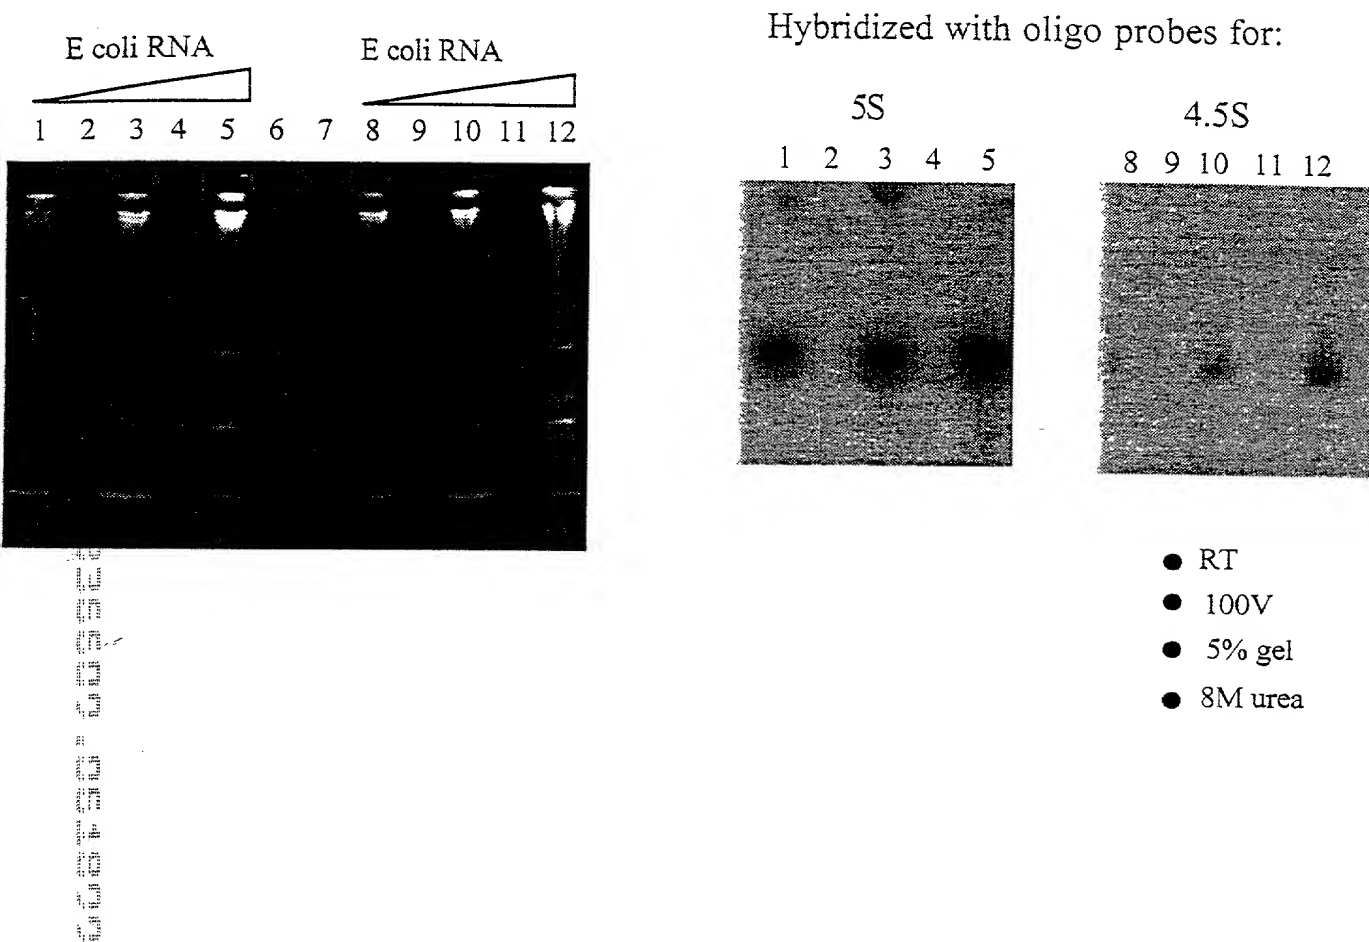 E coli RNA
1 2 3 4 5 6 7
E coli RNA
8 9 10 11 12
Hybridized with oligo probes for:
5S
1 2 3 4 5
4.5S
8 9 10 11 12
● RT
● 100V
● 5% gel
● 8M urea